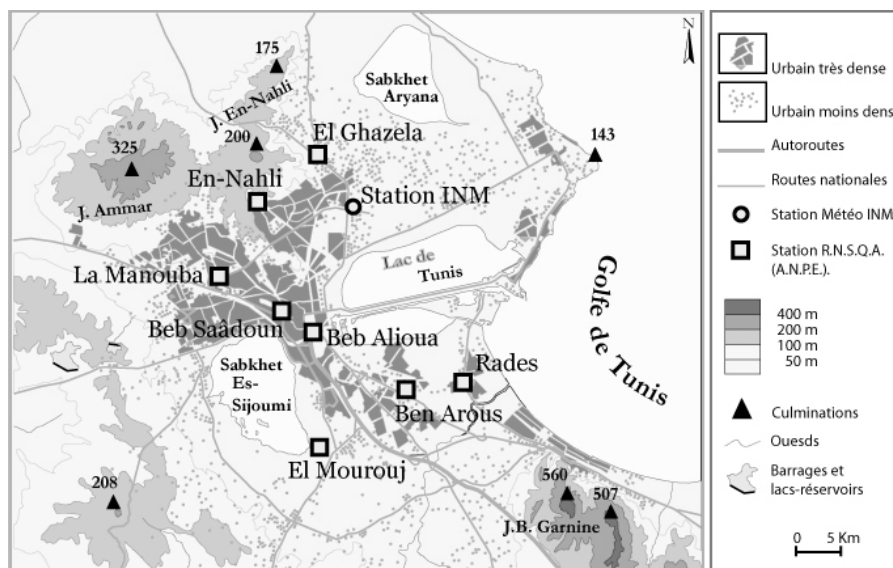 175
N
Sabkhet
Aryana
J. En-Nahli
200
El Ghazela
143
325
En-Nahli
Station INM
J. Ammar
Lac de
Tunis
La Manouba
Golfe de Tunis
Beb Saâdoun
Beb Alioua
Sabkhet
Es-
Sijoumi
Rades
Ben Arous
El Mourouj
208
560
507
J.B. Garnine
Urbain très dense
Urbain moins dens
Autoroutes
Routes nationales
Station Météo INM
Station R.N.S.Q.A.
(A.N.P.E.).
400 m
200 m
100 m
50 m
Culminations
Oueds
Barrages et
lacs-réservoirs
0 5 Km